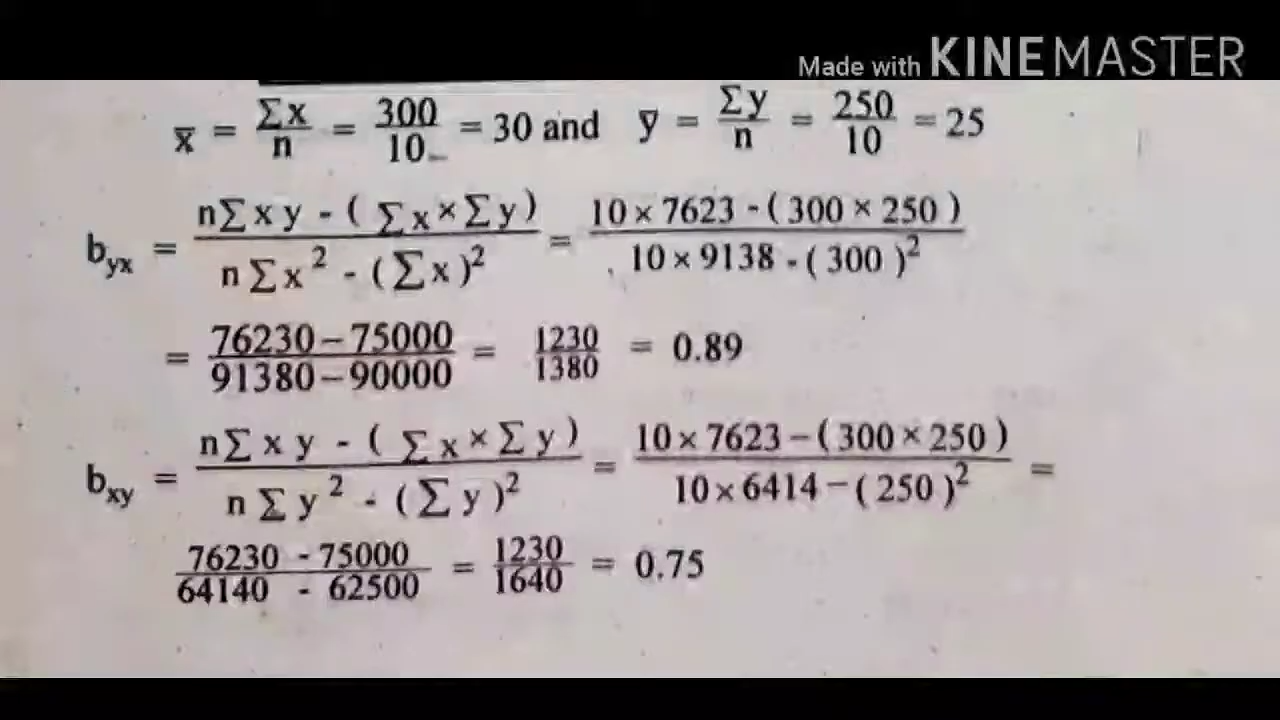 Made with KINEMASTER
x̅ = Σx/n = 300/10 = 30 and y̅ = Σy/n = 250/10 = 25
b_yx = (nΣxy - (Σx×Σy))/(nΣx² - (Σx)²) = (10×7623 - (300×250))/(10×9138 - (300)²)
= (76230–75000)/(91380–90000) = 1230/1380 = 0.89
b_xy = (nΣxy - (Σx×Σy))/(nΣy² - (Σy)²) = (10×7623–(300×250))/(10×6414–(250)²) =
(76230 - 75000)/(64140 - 62500) = 1230/1640 = 0.75